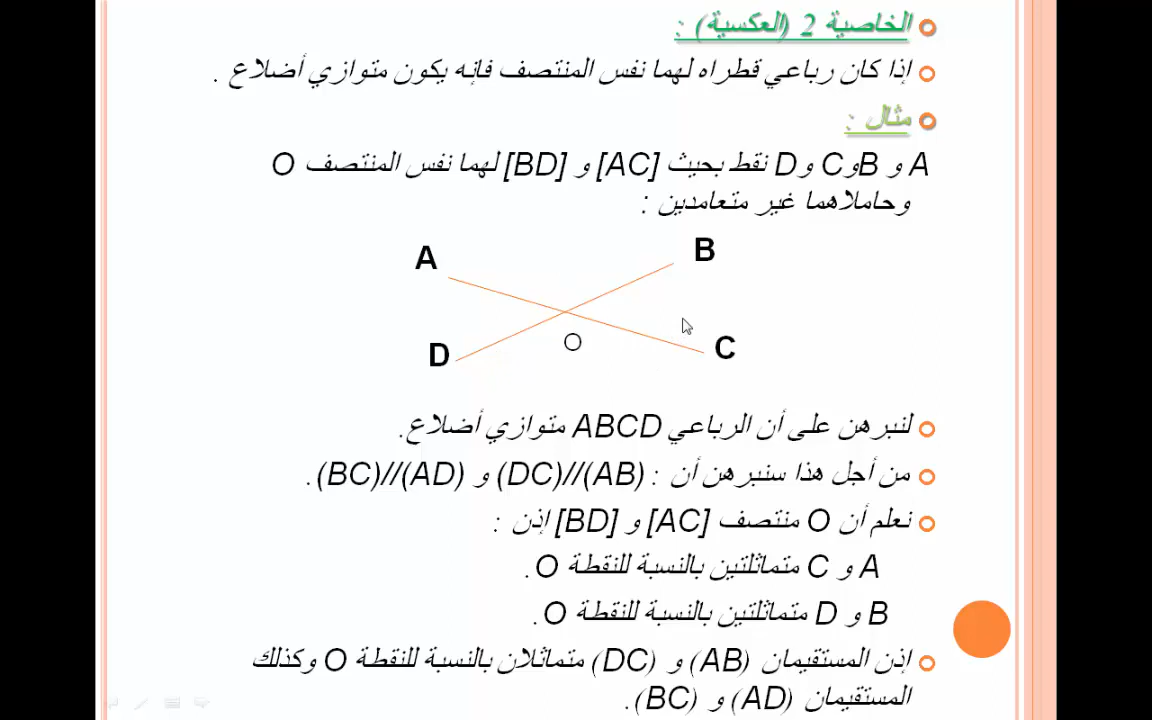 الخاصية 2 (العكسية) :
إذا كان رباعي قطراه لهما نفس المنتصف فإنه يكون متوازي أضلاع .
مثال :
A و B وC وD نقط بحيث [AC] و [BD] لهما نفس المنتصف O
وحاملاهما غير متعامدين :
A
B
D
O
C
لنبرهن على أن الرباعي ABCD متوازي أضلاع.
من أجل هذا سنبرهن أن : (AB)//(DC) و (AD)//(BC).
نعلم أن O منتصف [AC] و [BD] إذن :
A و C متماثلتين بالنسبة للنقطة O.
B و D متماثلتين بالنسبة للنقطة O.
إذن المستقيمان (AB) و (DC) متماثلان بالنسبة للنقطة O وكذلك
المستقيمان (AD) و (BC).